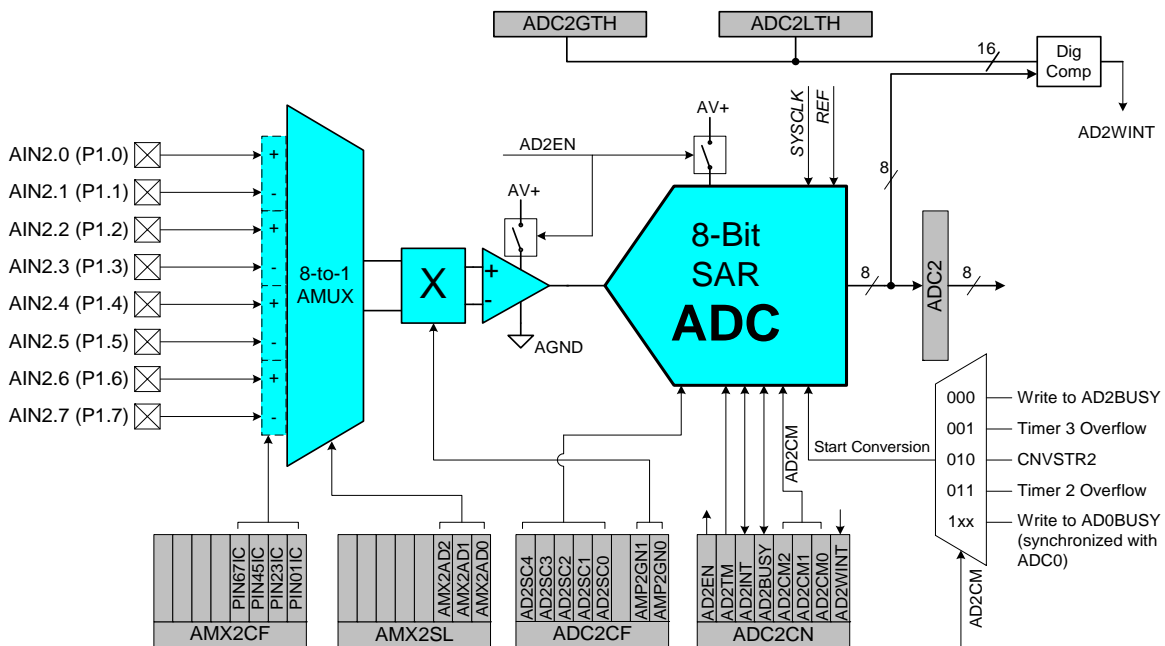 ADC2GTH
ADC2LTH
16
Dig
Comp
AD2WINT
SYSCLK
REF
AV+
AD2EN
AV+
8
AIN2.0 (P1.0)
AIN2.1 (P1.1)
AIN2.2 (P1.2)
AIN2.3 (P1.3)
AIN2.4 (P1.4)
AIN2.5 (P1.5)
AIN2.6 (P1.6)
AIN2.7 (P1.7)
+
-
+
-
+
-
+
-
8-to-1
AMUX
X
+
-
AGND
8-Bit
SAR
ADC
8
ADC2
8
Start Conversion
AD2CM
000
001
010
011
1xx
Write to AD2BUSY
Timer 3 Overflow
CNVSTR2
Timer 2 Overflow
Write to AD0BUSY
(synchronized with
ADC0)
AD2CM
PIN67IC
PIN45IC
PIN23IC
PIN01IC
AMX2CF
AMX2AD2
AMX2AD1
AMX2AD0
AMX2SL
AD2SC4
AD2SC3
AD2SC2
AD2SC1
AD2SC0
AMP2GN1
AMP2GN0
ADC2CF
AD2EN
AD2TM
AD2INT
AD2BUSY
AD2CM2
AD2CM1
AD2CM0
AD2WINT
ADC2CN